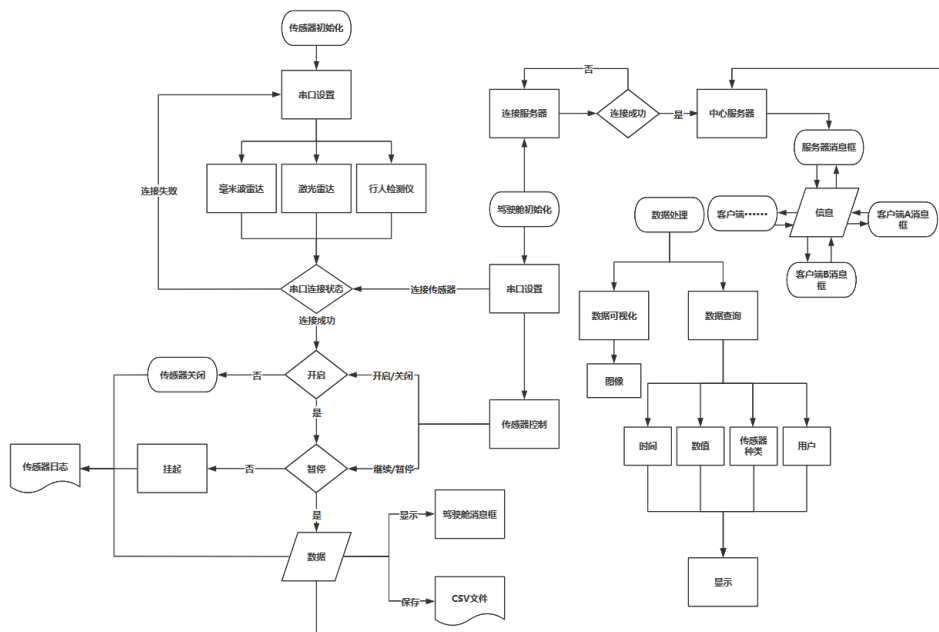 传感器初始化
串口设置
毫米波雷达
激光雷达
行人检测仪
连接失败
串口连接状态
连接成功
开启
传感器关闭
否
是
开启/关闭
暂停
挂起
否
继续/暂停
是
传感器日志
数据
显示
驾驶舱消息框
保存
CSV文件
连接服务器
否
连接成功
是
中心服务器
驾驶舱初始化
连接传感器
串口设置
传感器控制
服务器消息框
信息
客户端······
客户端A消息
框
客户端B消息
框
数据处理
数据可视化
数据查询
图像
时间
数值
传感器
种类
用户
显示